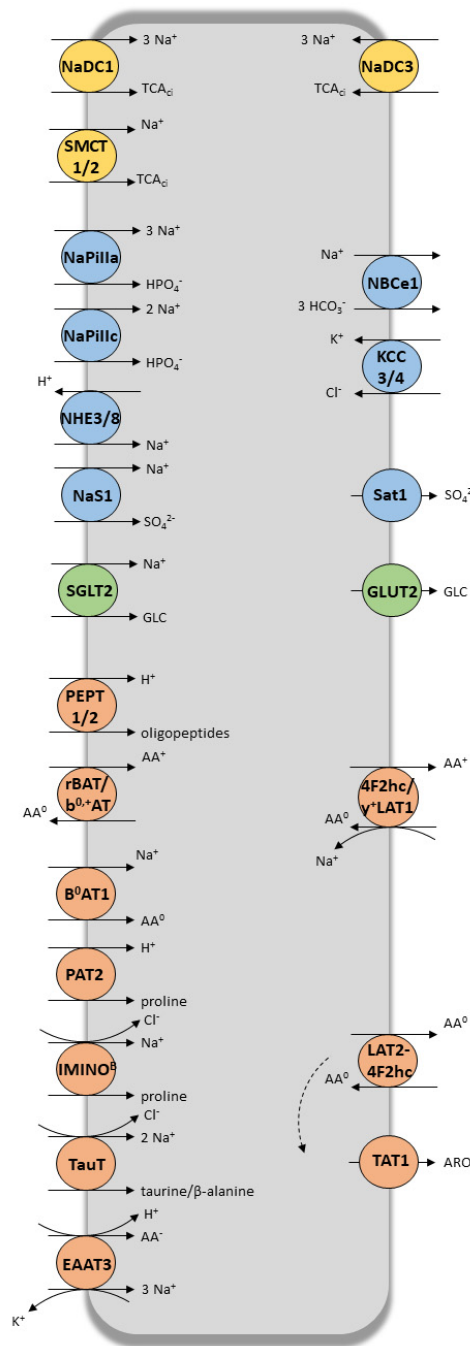 3 Na⁺
NaDC1
TCAci
Na⁺
SMCT
1/2
TCAci
3 Na⁺
NaPiIIa
HPO₄⁻
2 Na⁺
NaPiIIc
HPO₄⁻
H⁺
NHE3/8
Na⁺
Na⁺
NaS1
SO₄²⁻
Na⁺
SGLT2
GLC
H⁺
PEPT
1/2
oligopeptides
AA⁺
rBAT/
b⁰,⁺AT
AA⁰
Na⁺
B⁰AT1
AA⁰
H⁺
PAT2
proline
Cl⁻
Na⁺
IMINOᴮ
proline
Cl⁻
2 Na⁺
TauT
taurine/β-alanine
H⁺
AA⁻
EAAT3
3 Na⁺
K⁺
3 Na⁺
NaDC3
TCAci
Na⁺
NBCe1
3 HCO₃⁻
K⁺
KCC
3/4
Cl⁻
Sat1
SO₄²
GLUT2
GLC
AA⁺
4F2hc/
y⁺LAT1
AA⁰
Na⁺
AA⁰
LAT2-
4F2hc
AA⁰
TAT1
ARO